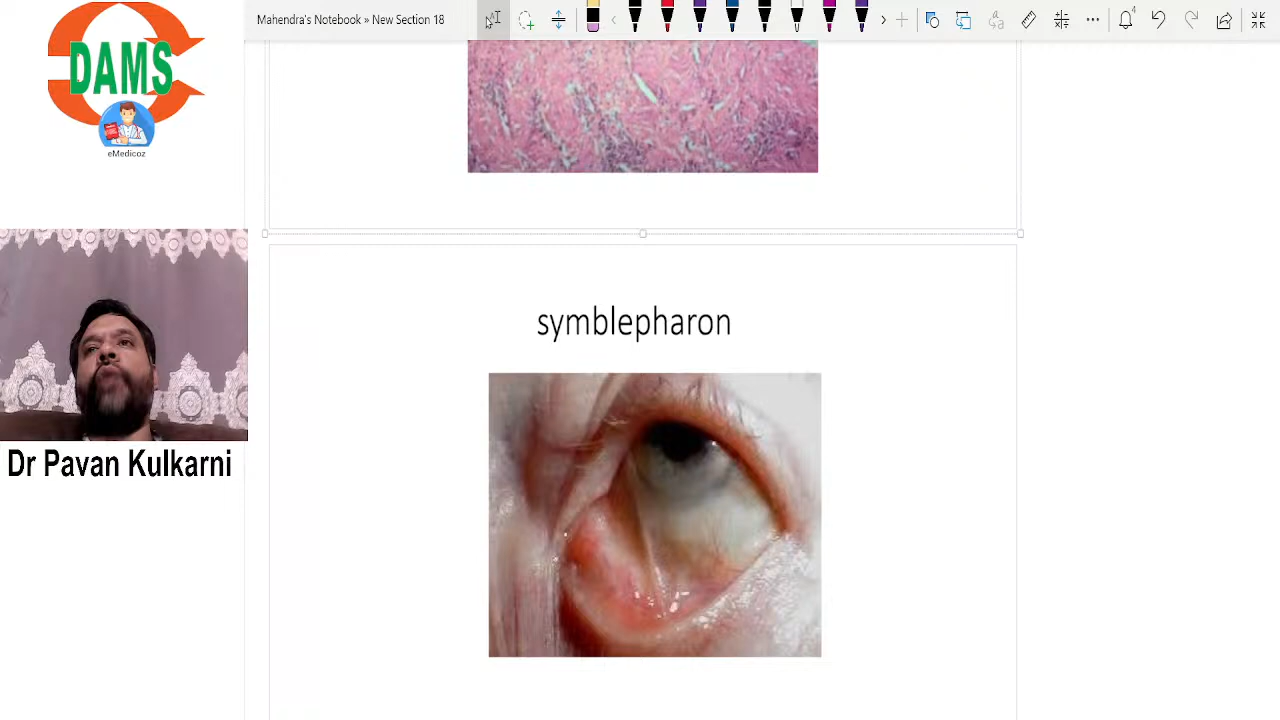 Mahendra's Notebook » New Section 18
DAMS
eMedicoz
symblepharon
Dr Pavan Kulkarni